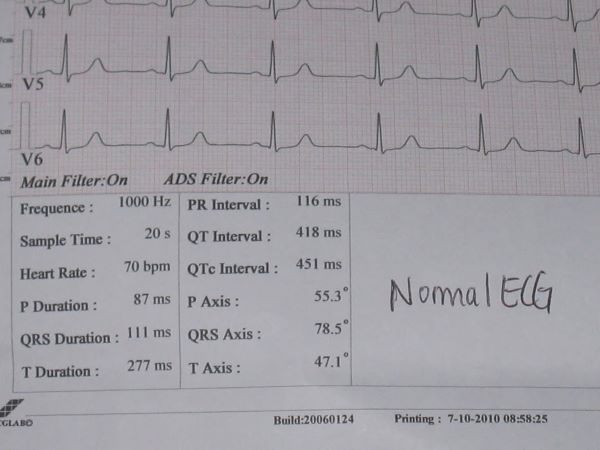 V4
V5
V6
Main Filter:On ADS Filter:On
Frequence : 1000 Hz
Sample Time : 20 s
Heart Rate : 70 bpm
P Duration : 87 ms
QRS Duration : 111 ms
T Duration : 277 ms
PR Interval : 116 ms
QT Interval : 418 ms
QTc Interval : 451 ms
P Axis : 55.3°
QRS Axis : 78.5°
T Axis : 47.1°
Normal ECG
Build:20060124 Printing : 7-10-2010 08:58:25